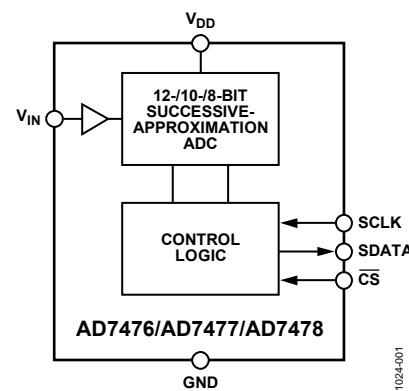 VDD
12-/10-/8-BIT
SUCCESSIVE-
APPROXIMATION
ADC
VIN
CONTROL
LOGIC
SCLK
SDATA
CS
AD7476/AD7477/AD7478
GND
1024-001